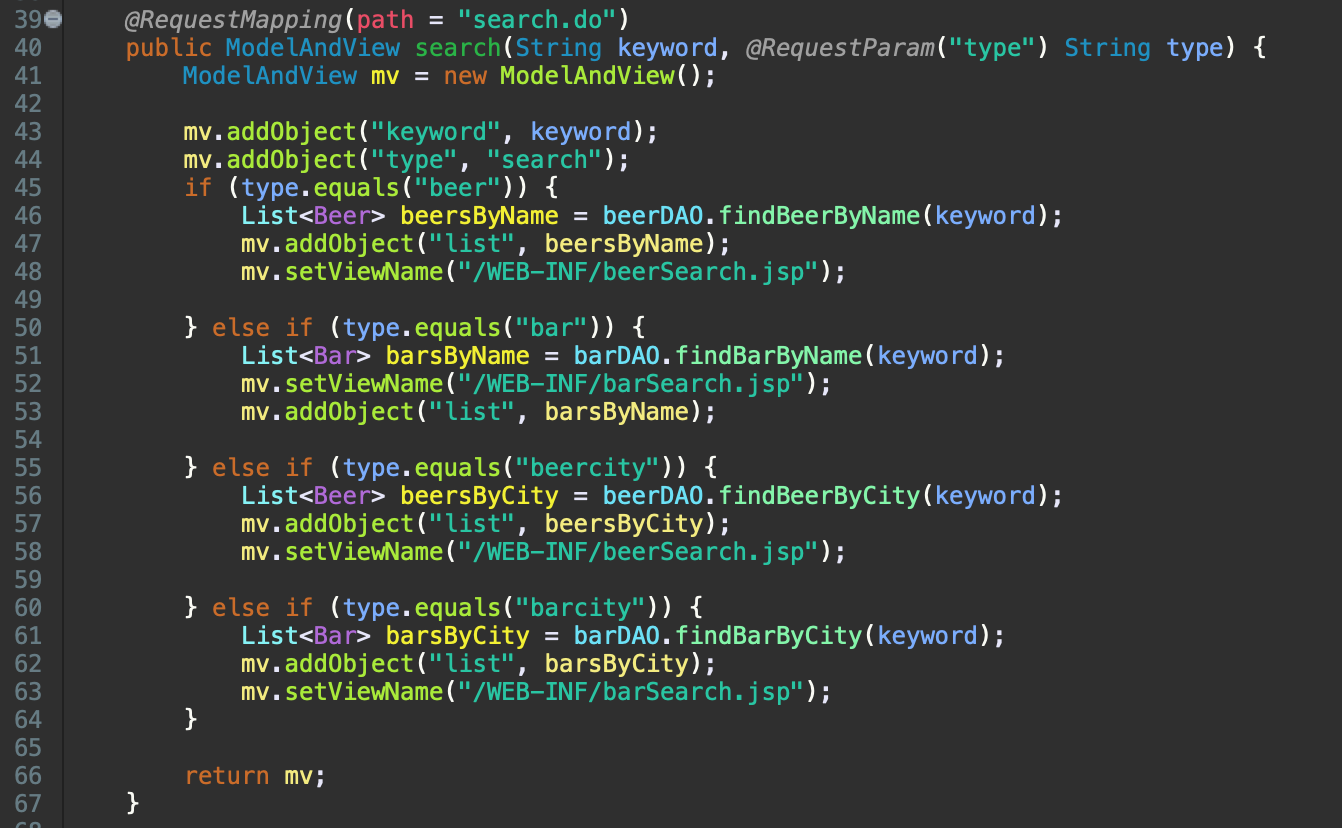 39 @RequestMapping(path = "search.do")
40 public ModelAndView search(String keyword, @RequestParam("type") String type) {
41 ModelAndView mv = new ModelAndView();
42
43 mv.addObject("keyword", keyword);
44 mv.addObject("type", "search");
45 if (type.equals("beer")) {
46 List<Beer> beersByName = beerDAO.findBeerByName(keyword);
47 mv.addObject("list", beersByName);
48 mv.setViewName("/WEB-INF/beerSearch.jsp");
49
50 } else if (type.equals("bar")) {
51 List<Bar> barsByName = barDAO.findBarByName(keyword);
52 mv.setViewName("/WEB-INF/barSearch.jsp");
53 mv.addObject("list", barsByName);
54
55 } else if (type.equals("beercity")) {
56 List<Beer> beersByCity = beerDAO.findBeerByCity(keyword);
57 mv.addObject("list", beersByCity);
58 mv.setViewName("/WEB-INF/beerSearch.jsp");
59
60 } else if (type.equals("barcity")) {
61 List<Bar> barsByCity = barDAO.findBarByCity(keyword);
62 mv.addObject("list", barsByCity);
63 mv.setViewName("/WEB-INF/barSearch.jsp");
64 }
65
66 return mv;
67 }